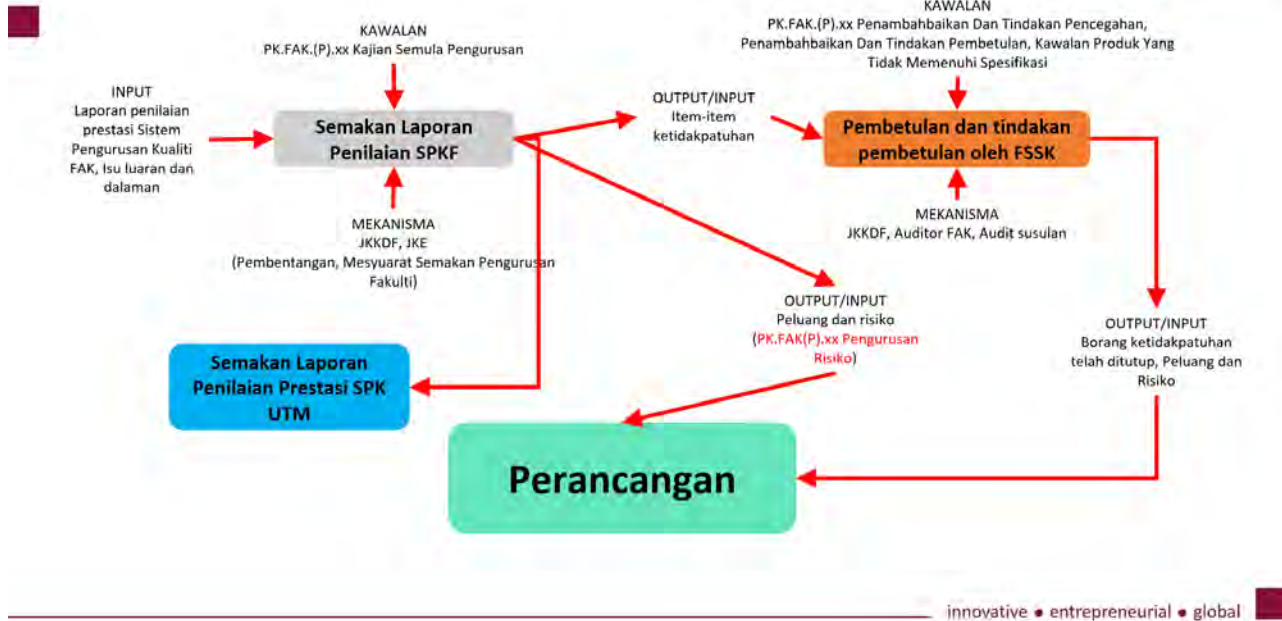 KAWALAN
PK.FAK.(P).xx Kajian Semula Pengurusan
KAWALAN
PK.FAK.(P).xx Penambahbaikan Dan Tindakan Pencegahan,
Penambahbaikan Dan Tindakan Pembetulan, Kawalan Produk Yang
Tidak Memenuhi Spesifikasi
INPUT
Laporan penilaian
prestasi Sistem
Pengurusan Kualiti
FAK, Isu luaran dan
dalaman
Semakan Laporan
Penilaian SPKF
OUTPUT/INPUT
Item-item
ketidakpatuhan
Pembetulan dan tindakan
pembetulan oleh FSSK
MEKANISMA
JKKDF, JKE
(Pembentangan, Mesyuarat Semakan Pengurusan
Fakulti)
MEKANISMA
JKKDF, Auditor FAK, Audit susulan
OUTPUT/INPUT
Peluang dan risiko
(PK.FAK(P).xx Pengurusan
Risiko)
OUTPUT/INPUT
Borang ketidakpatuhan
telah ditutup, Peluang dan
Risiko
Semakan Laporan
Penilaian Prestasi SPK
UTM
Perancangan
innovative ● entrepreneurial ● global